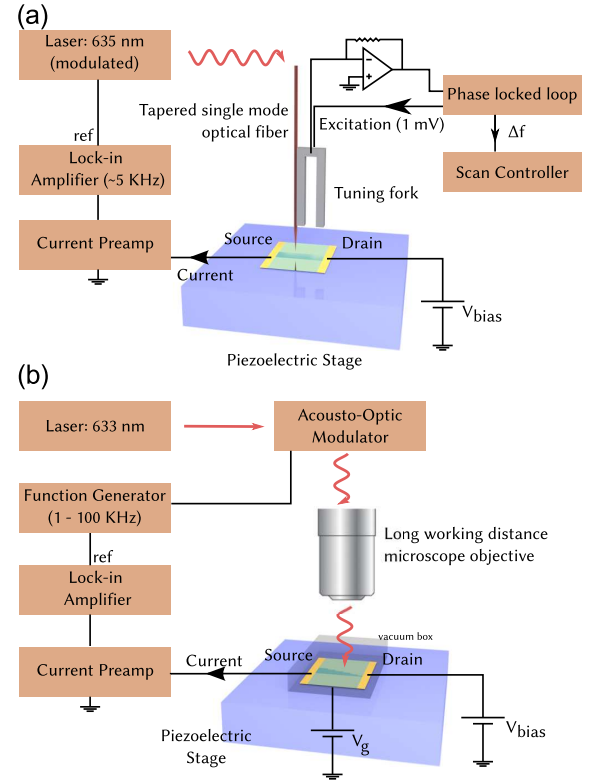 (a)
Laser: 635 nm
(modulated)
Tapered single mode
optical fiber
Excitation (1 mV)
Phase locked loop
Δf
ref
Lock-in
Amplifier (~5 KHz)
Scan Controller
Tuning fork
Current Preamp
Source
Drain
Current
Vbias
Piezoelectric Stage
(b)
Laser: 633 nm
Acousto-Optic
Modulator
Function Generator
(1 - 100 KHz)
Long working distance
microscope objective
ref
Lock-in
Amplifier
vacuum box
Current Preamp
Current
Source
Drain
Vbias
Piezoelectric
Stage
Vg